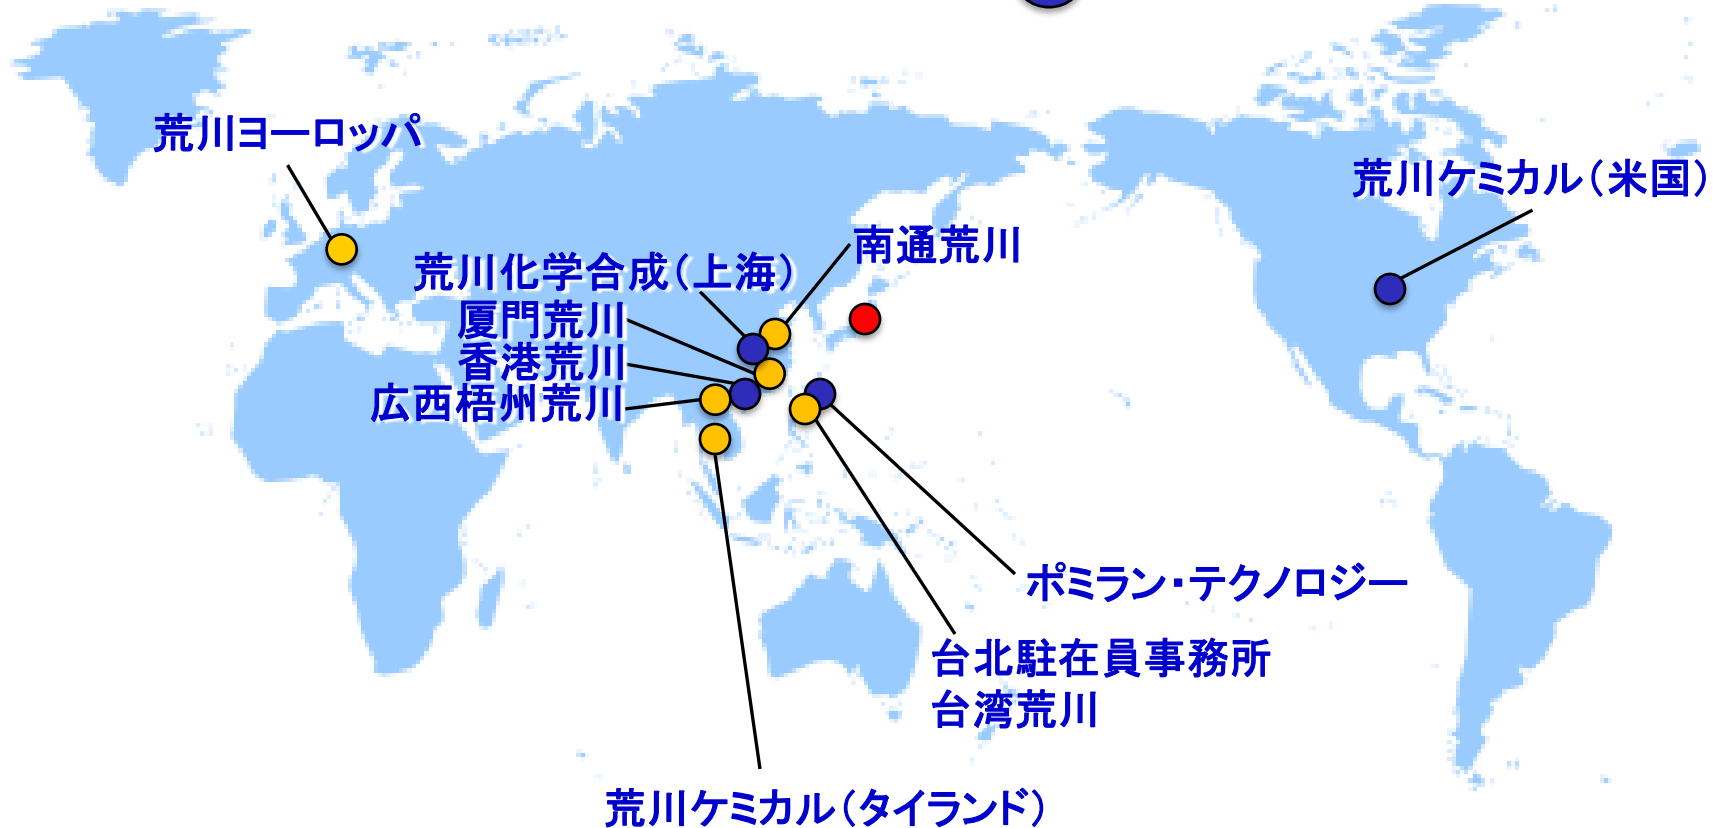 荒川ヨーロッパ
荒川ケミカル（米国）
南通荒川
荒川化学合成（上海）
厦門荒川
香港荒川
広西梧州荒川
ポミラン・テクノロジー
台北駐在員事務所
台湾荒川
荒川ケミカル（タイランド）